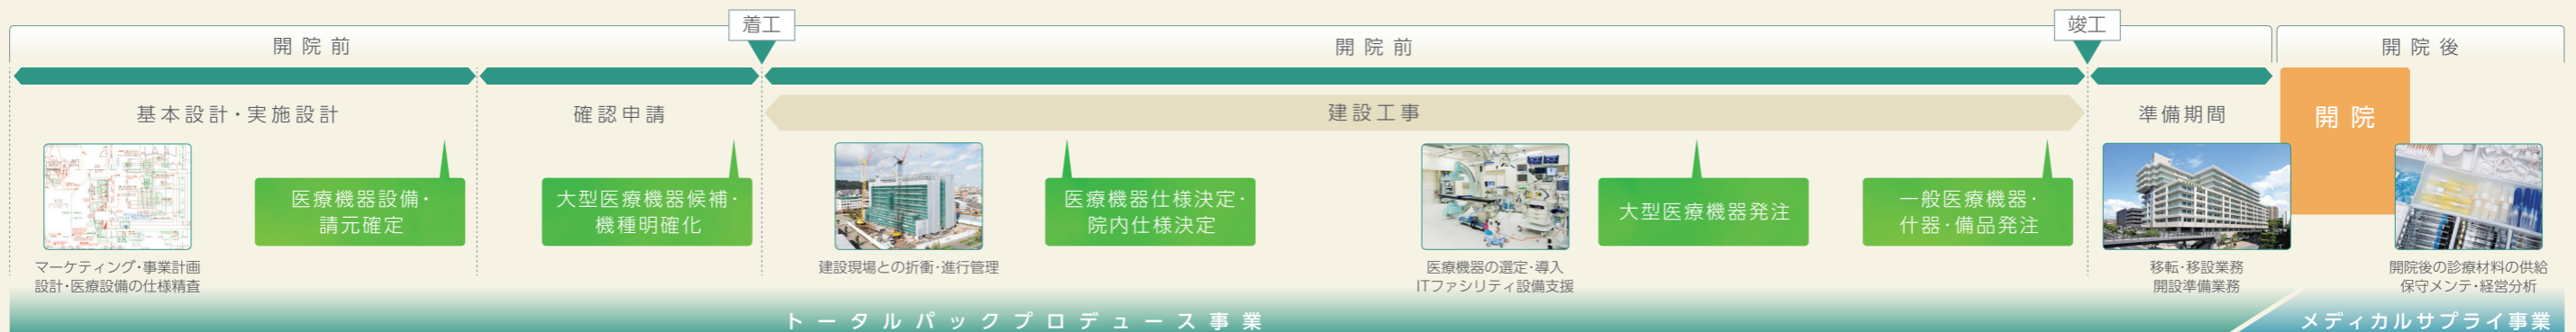 着工
竣工
開院前
開院前
開院後
基本設計・実施設計
確認申請
建設工事
準備期間
開院
医療機器設備・
請元確定
大型医療機器候補・
機種明確化
医療機器仕様決定・
院内仕様決定
大型医療機器発注
一般医療機器・
什器・備品発注
マーケティング・事業計画
設計・医療設備の仕様精査
建設現場との折衝・進行管理
医療機器の選定・導入
ITファシリティ設備支援
移転・移設業務
開設準備業務
開院後の診療材料の供給
保守メンテ・経営分析
トータルパックプロデュース事業
メディカルサプライ事業